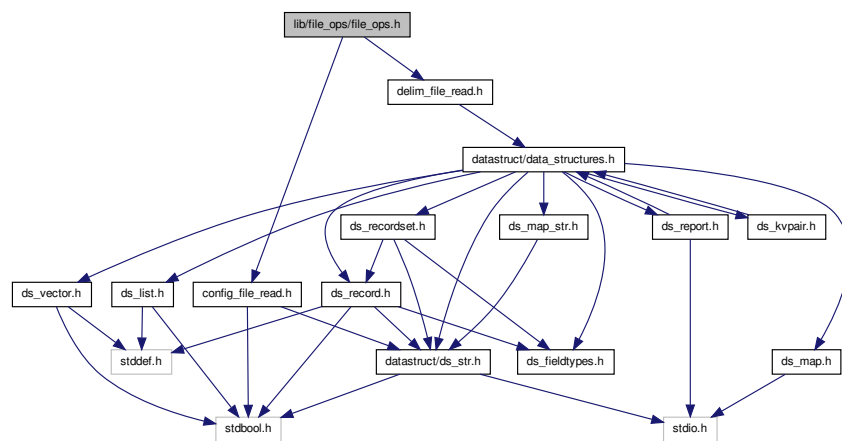 lib/file_ops/file_ops.h
delim_file_read.h
datastruct/data_structures.h
ds_recordset.h
ds_map_str.h
ds_report.h
ds_kvpair.h
ds_vector.h
ds_list.h
config_file_read.h
ds_record.h
stddef.h
datastruct/ds_str.h
ds_fieldtypes.h
ds_map.h
stdbool.h
stdio.h